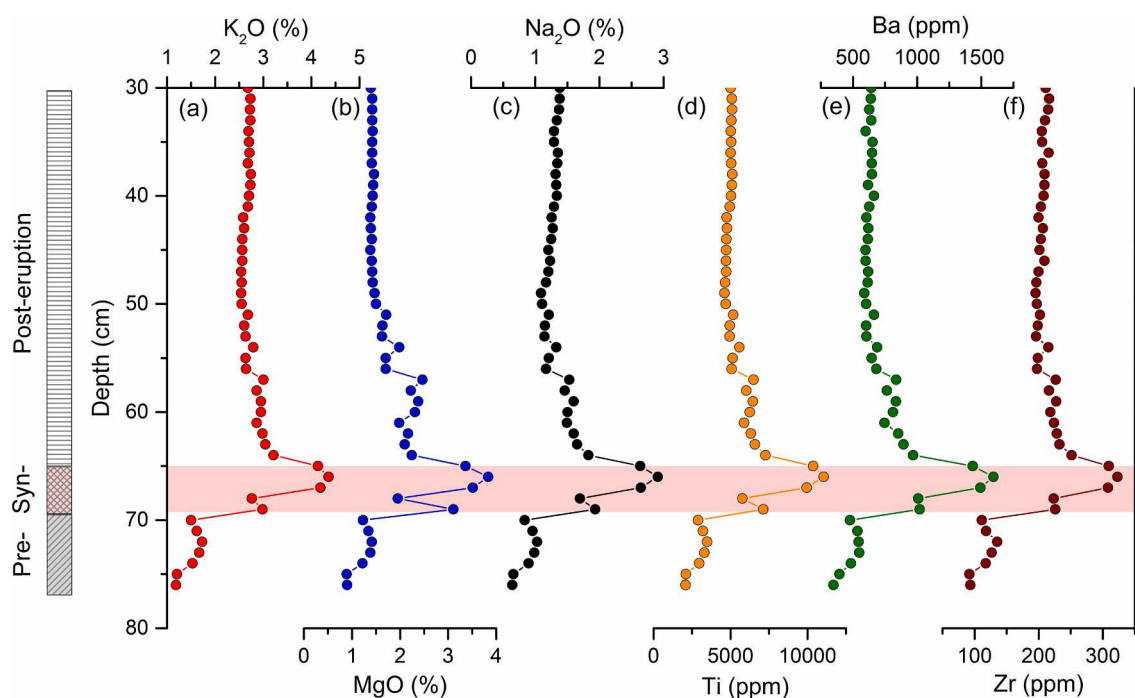 K₂O (%) Na₂O (%) Ba (ppm)
1 2 3 4 5 0 1 2 3 500 1000 1500
30 (a) (b) (c) (d) (e) (f)
40
50
60
70
80
Depth (cm)
Post-eruption
Syn-
Pre-
0 1 2 3 4 0 5000 10000 100 200 300
MgO (%) Ti (ppm) Zr (ppm)